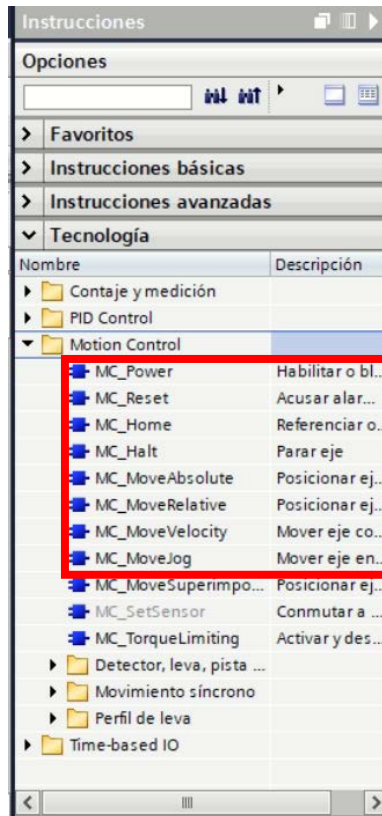 Instrucciones
Opciones
Favoritos
Instrucciones básicas
Instrucciones avanzadas
Tecnología
Nombre Descripción
Contaje y medición
PID Control
Motion Control
MC_Power Habilitar o bl...
MC_Reset Acusar alar...
MC_Home Referenciar o...
MC_Halt Parar eje
MC_MoveAbsolute Posicionar ej...
MC_MoveRelative Posicionar ej...
MC_MoveVelocity Mover eje co...
MC_MoveJog Mover eje en...
MC_MoveSuperimpo... Posicionar ej...
MC_SetSensor Conmutar a ...
MC_TorqueLimiting Activar y des...
Detector, leva, pista ...
Movimiento síncrono
Perfil de leva
Time-based IO